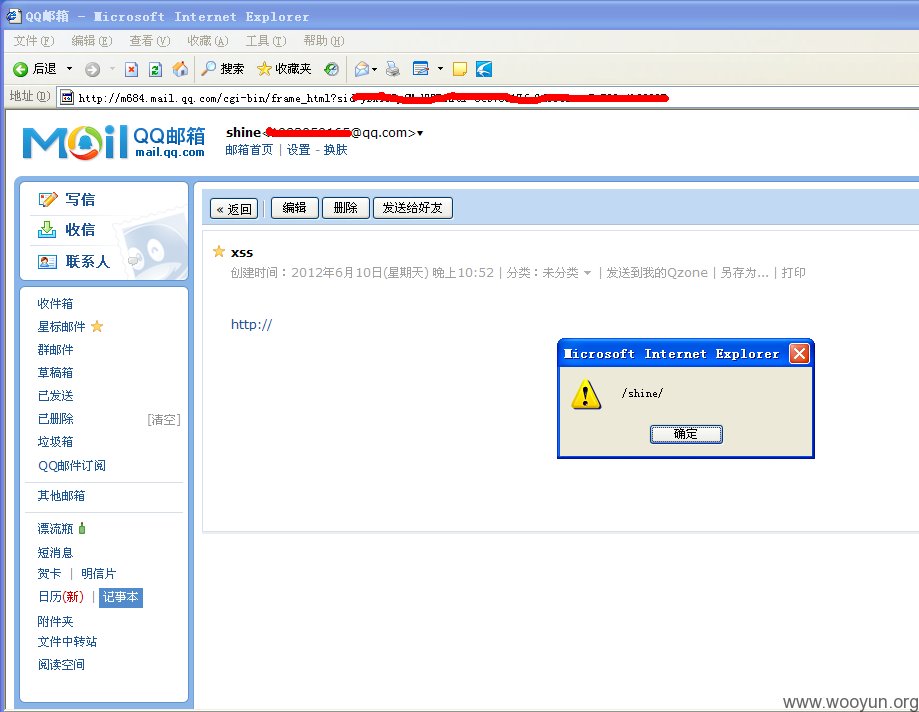 QQ邮箱 - Microsoft Internet Explorer
文件(F) 编辑(E) 查看(V) 收藏(A) 工具(T) 帮助(H)
后退 搜索 收藏夹
地址(D) http://m684.mail.qq.com/cgi-bin/frame_html?sid
Mail QQ邮箱 mail.qq.com
shine< @qq.com>
邮箱首页 | 设置 - 换肤
写信
收信
联系人
收件箱
星标邮件
群邮件
草稿箱
已发送
已删除 [清空]
垃圾箱
QQ邮件订阅
其他邮箱
漂流瓶
短消息
贺卡 | 明信片
日历(新) | 记事本
附件夹
文件中转站
阅读空间
« 返回 编辑 删除 发送给好友
xss
创建时间：2012年6月10日(星期天) 晚上10:52 | 分类：未分类 | 发送到我的Qzone | 另存为... | 打印
http://
Microsoft Internet Explorer
/shine/
确定
www.wooyun.org